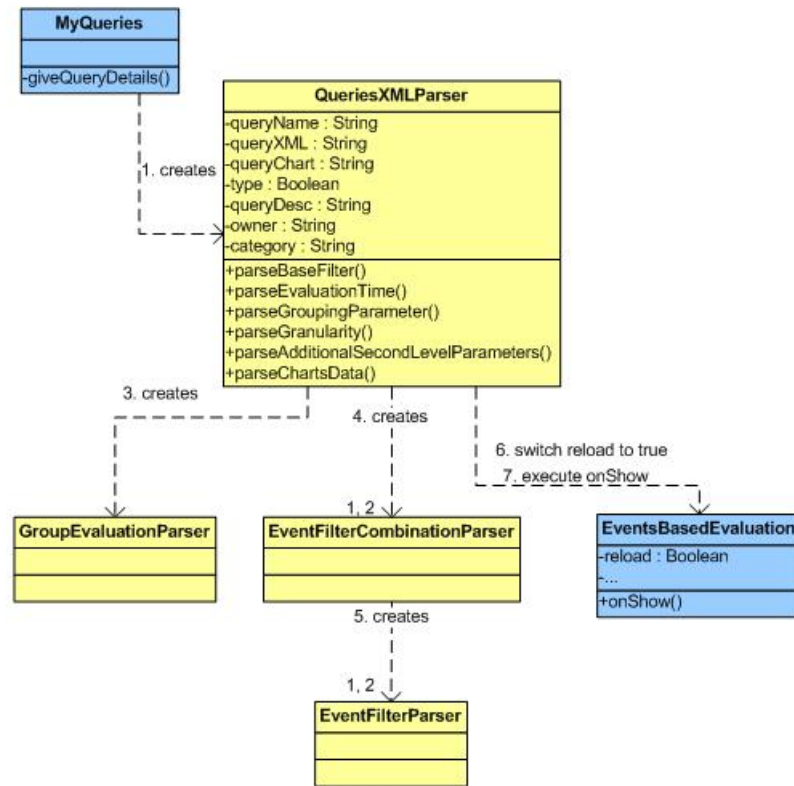 MyQueries
-giveQueryDetails()
QueriesXMLParser
-queryName : String
-queryXML : String
-queryChart : String
-type : Boolean
-queryDesc : String
-owner : String
-category : String
+parseBaseFilter()
+parseEvaluationTime()
+parseGroupingParameter()
+parseGranularity()
+parseAdditionalSecondLevelParameters()
+parseChartsData()
1. creates
3. creates
4. creates
6. switch reload to true
7. execute onShow
1, 2
GroupEvaluationParser
EventFilterCombinationParser
EventsBasedEvaluation
-reload : Boolean
-...
+onShow()
5. creates
1, 2
EventFilterParser